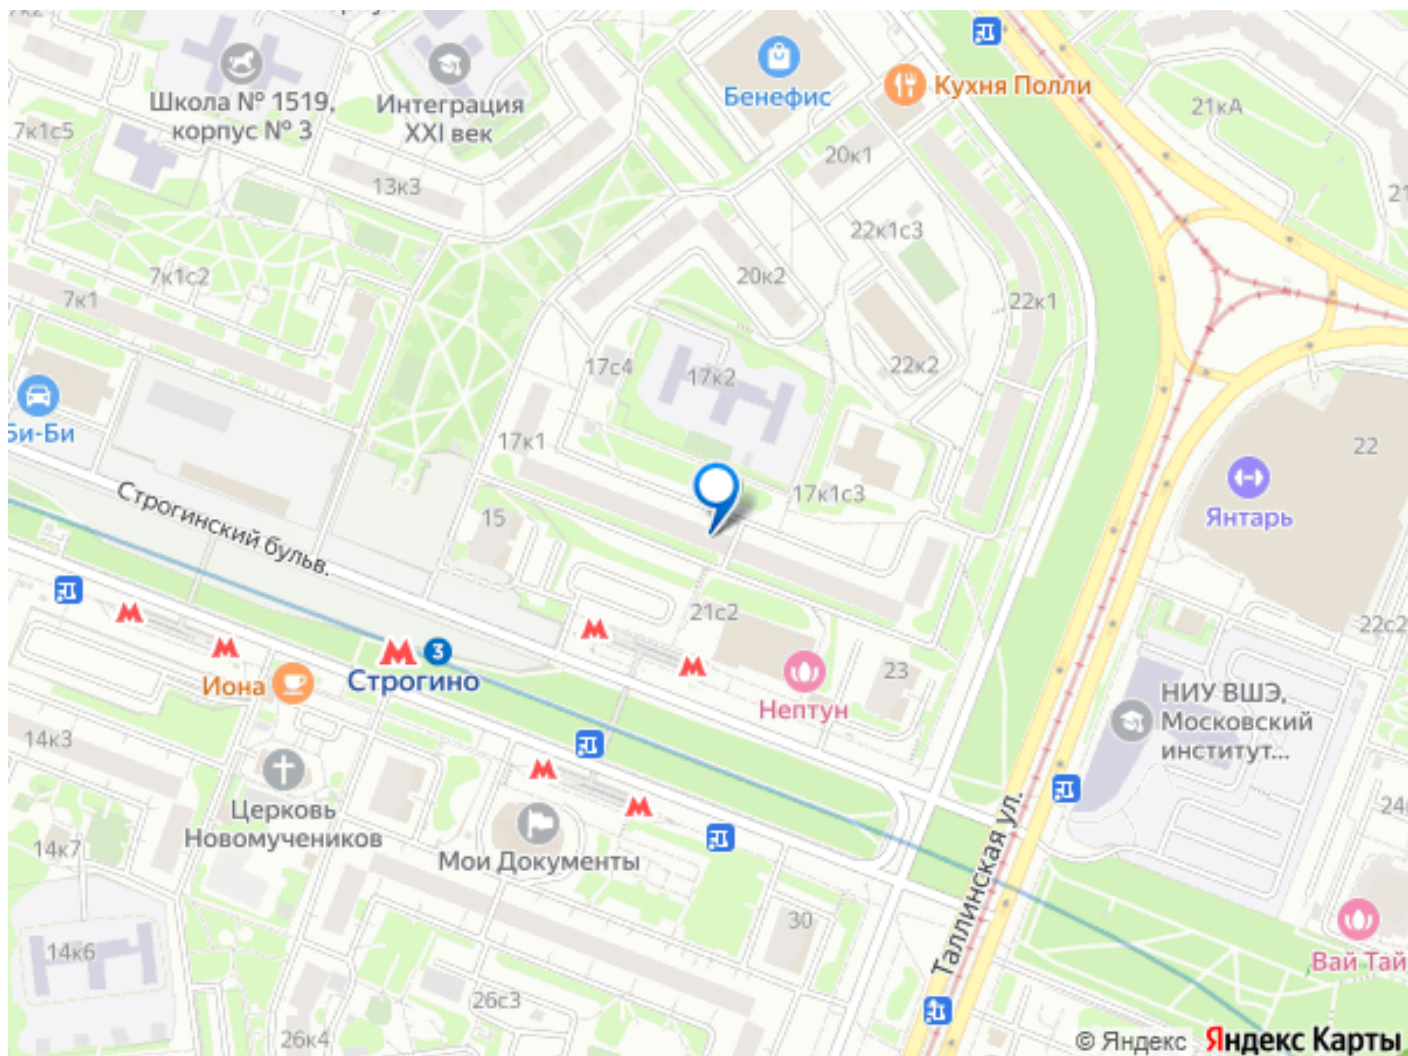 Школа № 1519,
корпус № 3
Интеграция
XXI век
Бенефис
Кухня Полли
21кА
7к1с5
13к3
20к1
22к1с3
7к1с2
7к1
20к2
22к1
17с4
17к2
22к2
Би-Би
17к1
22
17к1с3
Янтарь
Строгинский бульв.
15
21с2
22с2
3
Строгино
Иона
23
Нептун
НИУ ВШЭ,
Московский
институт...
14к3
Церковь
Новомучеников
Мои Документы
14к7
Таллинская ул.
30
14к6
Вай Тай
26с3
26к4
© Яндекс Яндекс Карты